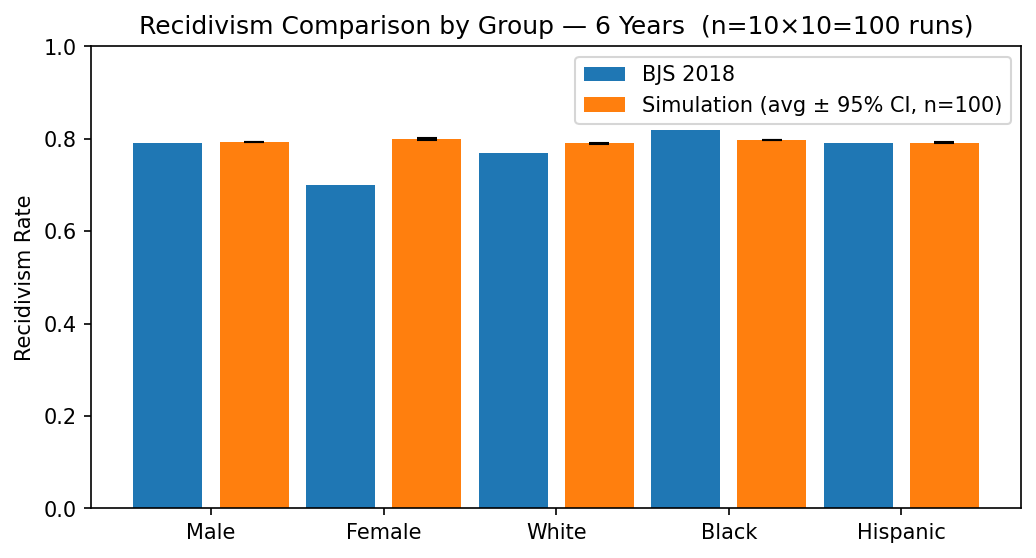 Recidivism Comparison by Group — 6 Years (n=10×10=100 runs)
BJS 2018
Simulation (avg ± 95% CI, n=100)
Recidivism Rate
1.0
0.8
0.6
0.4
0.2
0.0
Male Female White Black Hispanic